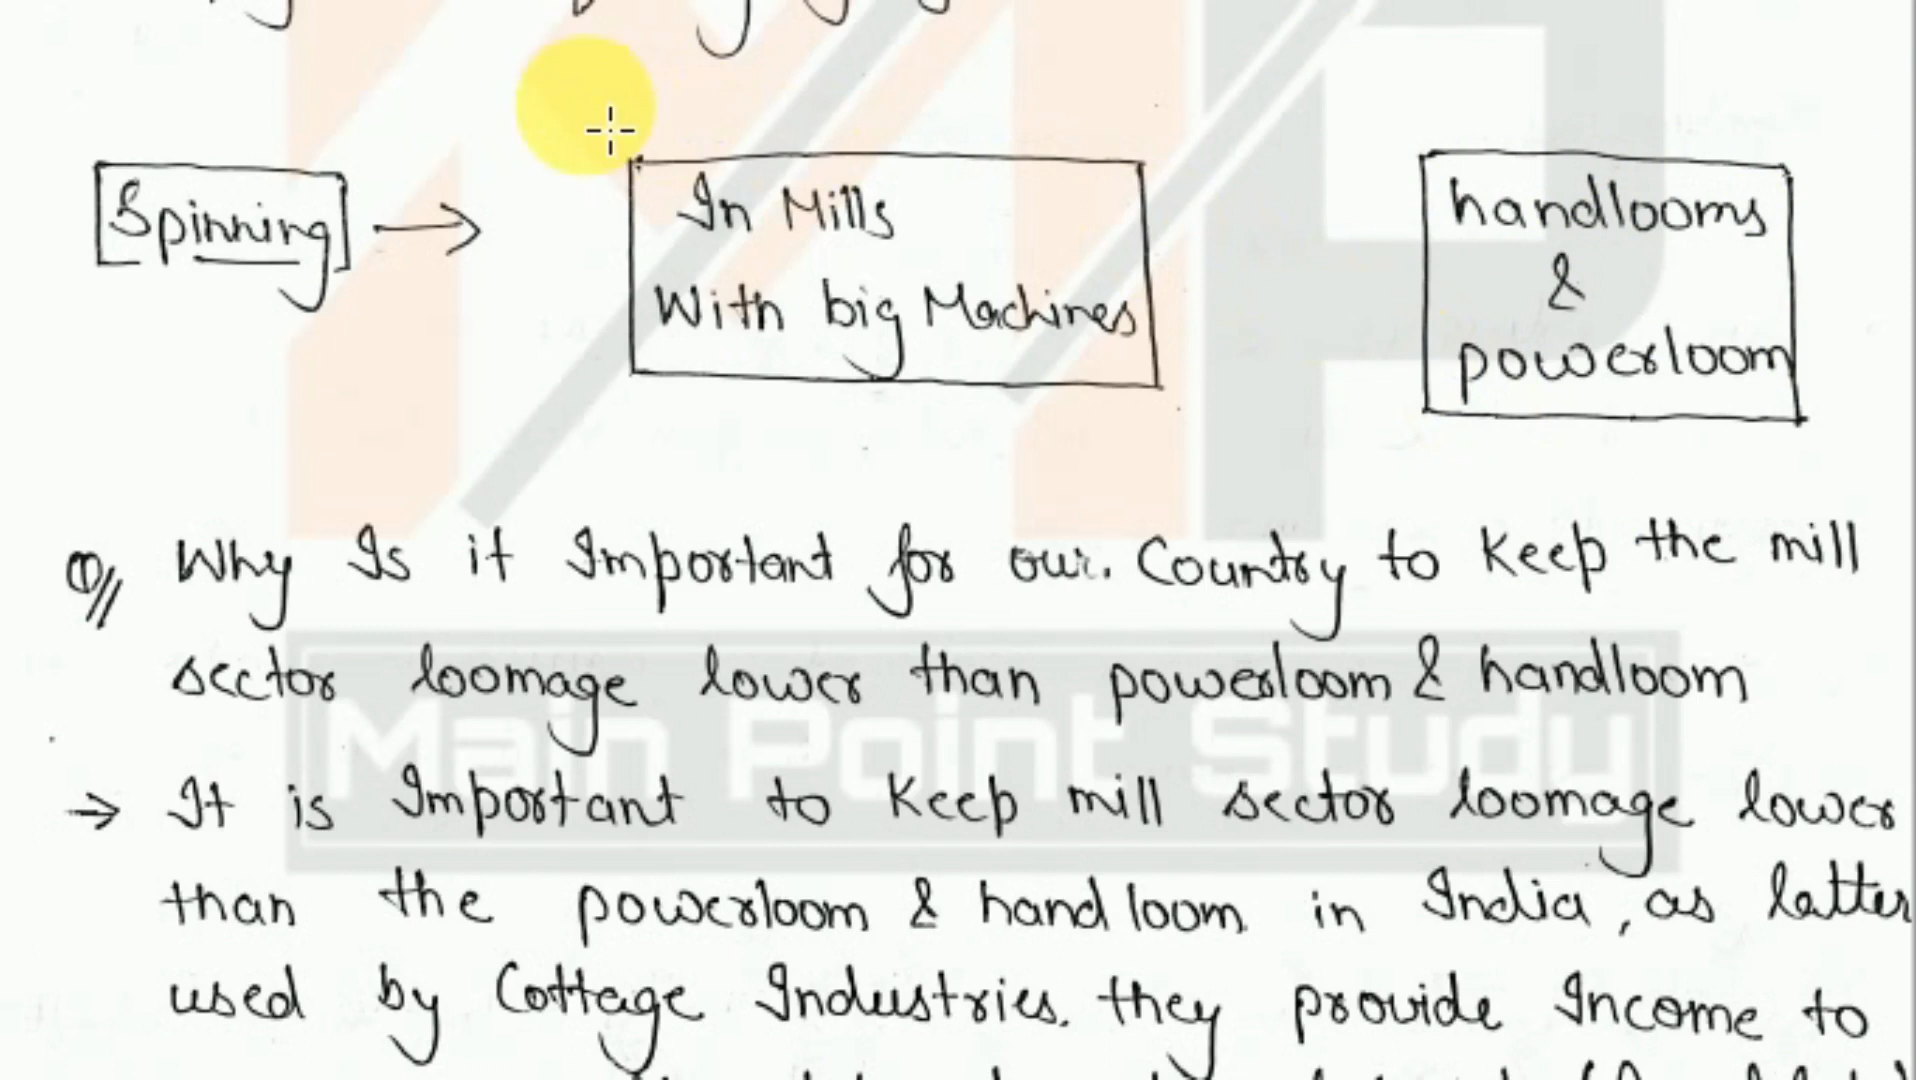 Spinning → In Mills handlooms
&
With big Machines powerloom
Q// Why Is it Important for our. Country to Keep the mill
sector loomage lower than powerloom & handloom
Main Point Study
→ It is Important to Keep mill sector loomage lower
than the powerloom & handloom in India, as latter
used by Cottage Industries. they provide Income to